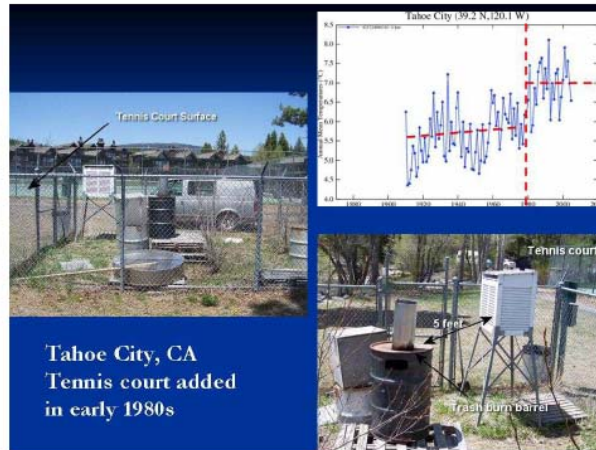 Tahoe City (39.2 N,120.1 W)
8.5
8.0
7.5
7.0
6.5
6.0
5.5
5.0
4.5
4.0
Annual Mean Temperature (°C)
1880
1900
1920
1940
1960
1980
2000
Tennis Court Surface
Tennis court
5 feet
Trash burn barrel
Tahoe City, CA
Tennis court added
in early 1980s